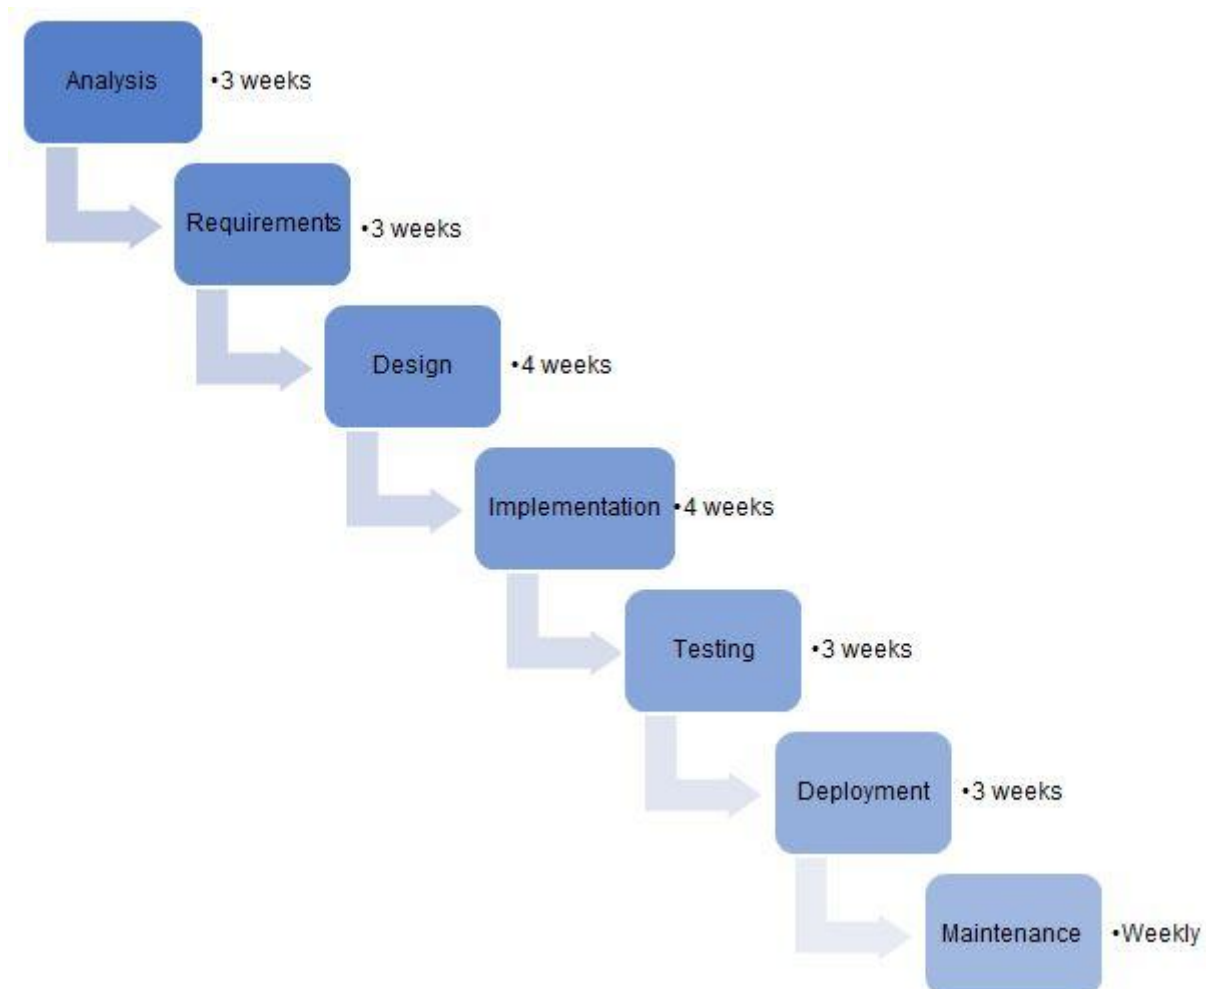 Analysis
•3 weeks
Requirements
•3 weeks
Design
•4 weeks
Implementation
•4 weeks
Testing
•3 weeks
Deployment
•3 weeks
Maintenance
•Weekly